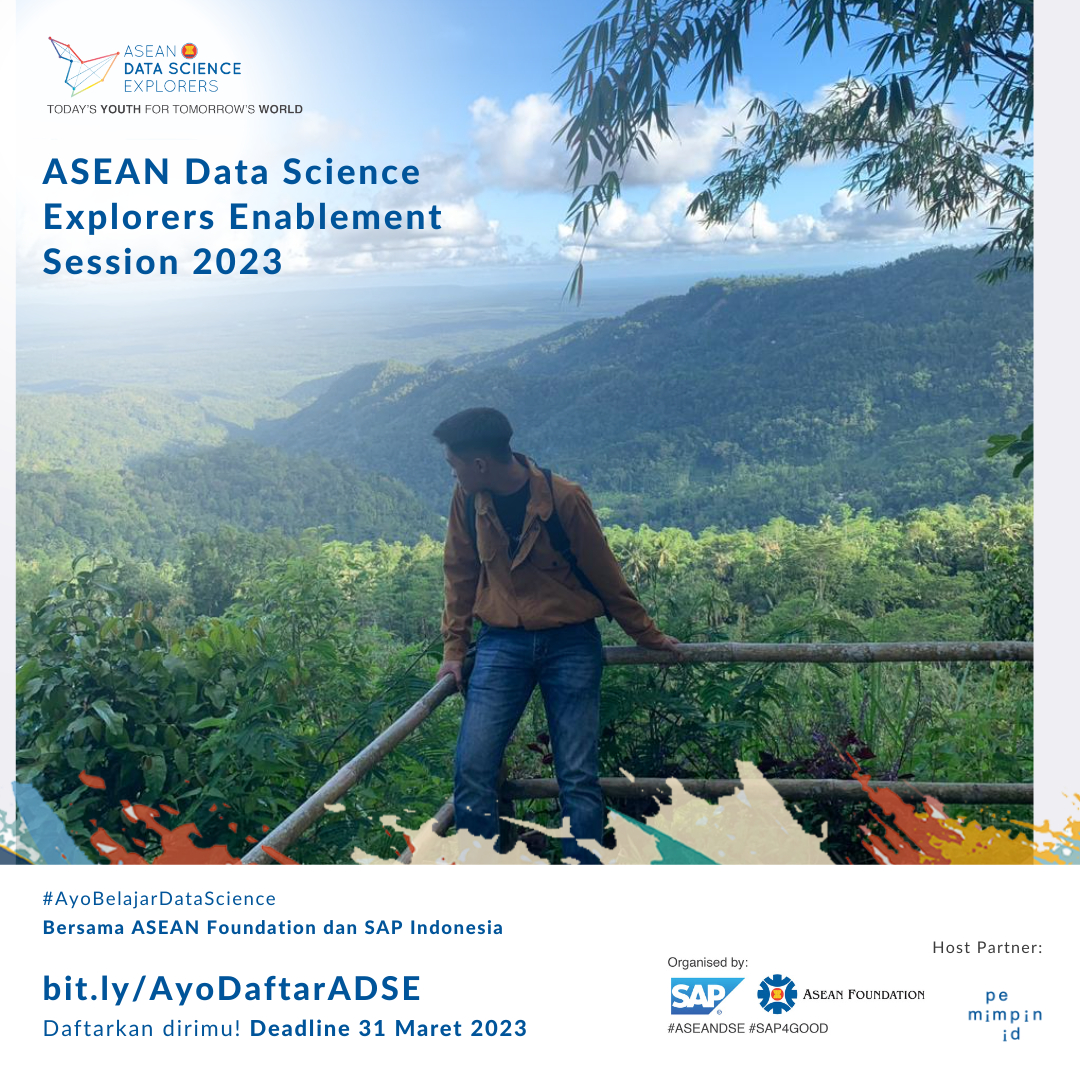 ASEAN
DATA SCIENCE
EXPLORERS
TODAY'S YOUTH FOR TOMORROW'S WORLD
ASEAN Data Science
Explorers Enablement
Session 2023
#AyoBelajarDataScience
Bersama ASEAN Foundation dan SAP Indonesia
bit.ly/AyoDaftarADSE
Daftarkan dirimu! Deadline 31 Maret 2023
Organised by:
SAP ASEAN FOUNDATION
#ASEANDSE #SAP4GOOD
Host Partner:
pe
m¡mp¡n
¡d